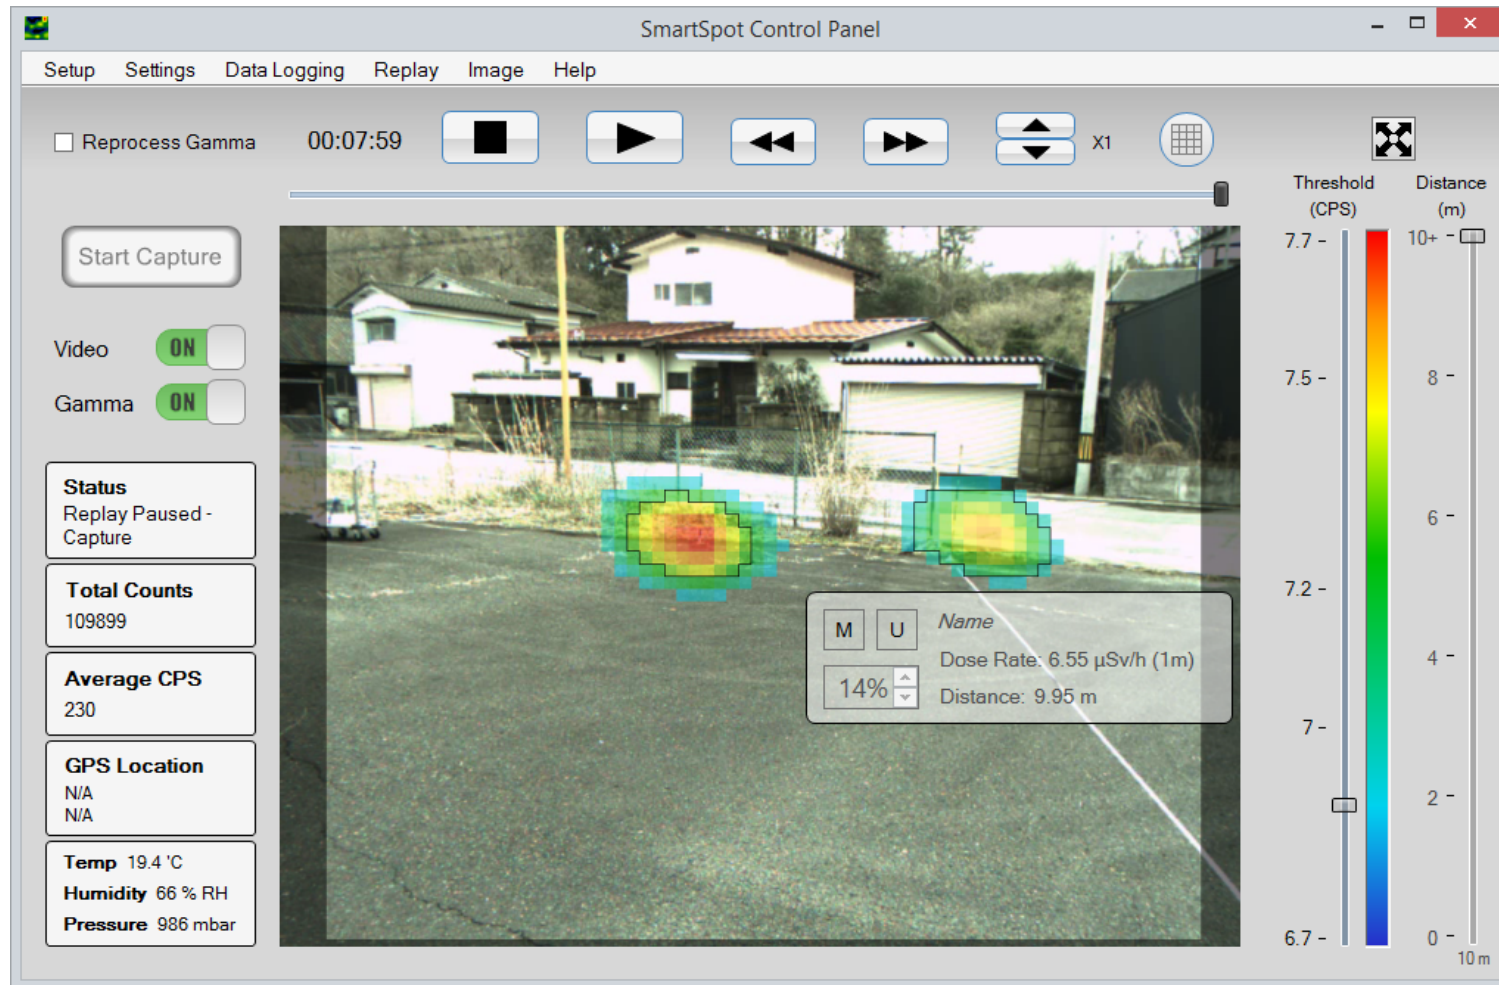 SmartSpot Control Panel
Setup Settings Data Logging Replay Image Help
Reprocess Gamma 00:07:59 X1
Threshold (CPS)
Distance (m)
Start Capture
Video ON
Gamma ON
Status
Replay Paused -
Capture
Total Counts
109899
Average CPS
230
GPS Location
N/A
N/A
Temp 19.4 'C
Humidity 66 % RH
Pressure 986 mbar
M U Name
Dose Rate: 6.55 µSv/h (1m)
14% Distance: 9.95 m
7.7 -
7.5 -
7.2 -
7 -
6.7 -
10+ -
8 -
6 -
4 -
2 -
0 -
10 m